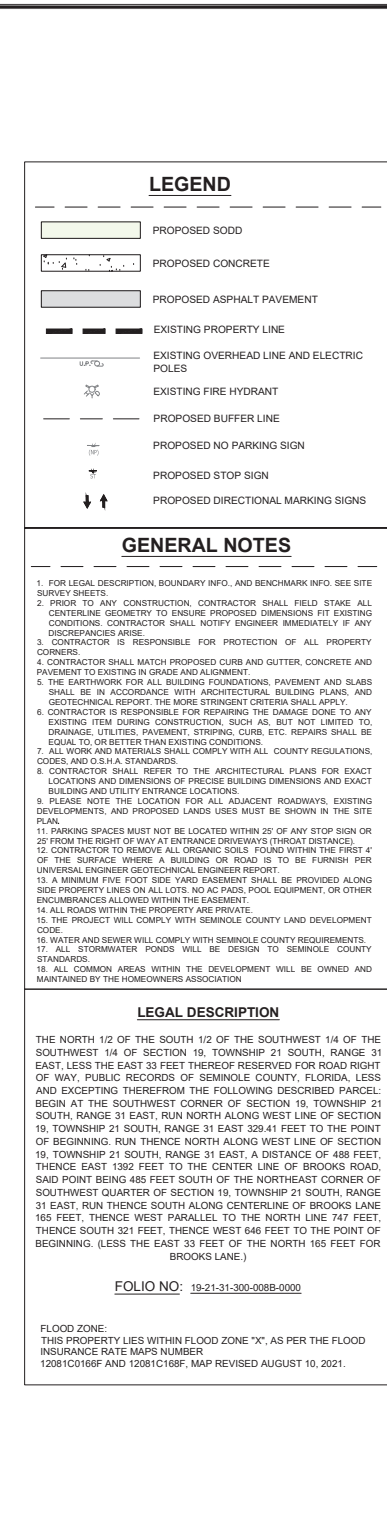 LEGEND
PROPOSED SODD
PROPOSED CONCRETE
PROPOSED ASPHALT PAVEMENT
EXISTING PROPERTY LINE
U.P.
EXISTING OVERHEAD LINE AND ELECTRIC
POLES
EXISTING FIRE HYDRANT
PROPOSED BUFFER LINE
(NP)
PROPOSED NO PARKING SIGN
ST
PROPOSED STOP SIGN
PROPOSED DIRECTIONAL MARKING SIGNS
GENERAL NOTES
1. FOR LEGAL DESCRIPTION, BOUNDARY INFO., AND BENCHMARK INFO. SEE SITE
SURVEY SHEETS.
2. PRIOR TO ANY CONSTRUCTION, CONTRACTOR SHALL FIELD STAKE ALL
CENTERLINE GEOMETRY TO ENSURE PROPOSED DIMENSIONS FIT EXISTING
CONDITIONS. CONTRACTOR SHALL NOTIFY ENGINEER IMMEDIATELY IF ANY
DISCREPANCIES ARISE.
3. CONTRACTOR IS RESPONSIBLE FOR PROTECTION OF ALL PROPERTY
CORNERS.
4. CONTRACTOR SHALL MATCH PROPOSED CURB AND GUTTER, CONCRETE AND
PAVEMENT TO EXISTING IN GRADE AND ALIGNMENT.
5. THE EARTHWORK FOR ALL BUILDING FOUNDATIONS, PAVEMENT AND SLABS
SHALL BE IN ACCORDANCE WITH ARCHITECTURAL BUILDING PLANS, AND
GEOTECHNICAL REPORT. THE MORE STRINGENT CRITERIA SHALL APPLY.
6. CONTRACTOR IS RESPONSIBLE FOR REPAIRING THE DAMAGE DONE TO ANY
EXISTING ITEM DURING CONSTRUCTION, SUCH AS, BUT NOT LIMITED TO,
DRAINAGE, UTILITIES, PAVEMENT, STRIPING, CURB, ETC. REPAIRS SHALL BE
EQUAL TO, OR BETTER THAN EXISTING CONDITIONS.
7. ALL WORK AND MATERIALS SHALL COMPLY WITH ALL COUNTY REGULATIONS,
CODES, AND O.S.H.A. STANDARDS.
8. CONTRACTOR SHALL REFER TO THE ARCHITECTURAL PLANS FOR EXACT
LOCATIONS AND DIMENSIONS OF PRECISE BUILDING DIMENSIONS AND EXACT
BUILDING AND UTILITY ENTRANCE LOCATIONS.
9. PLEASE NOTE THE LOCATION FOR ALL ADJACENT ROADWAYS, EXISTING
DEVELOPMENTS, AND PROPOSED LANDS USES MUST BE SHOWN IN THE SITE
PLAN.
11. PARKING SPACES MUST NOT BE LOCATED WITHIN 25' OF ANY STOP SIGN OR
25' FROM THE RIGHT OF WAY AT ENTRANCE DRIVEWAYS (THROAT DISTANCE).
12. CONTRACTOR TO REMOVE ALL ORGANIC SOILS FOUND WITHIN THE FIRST 4'
OF THE SURFACE WHERE A BUILDING OR ROAD IS TO BE FURNISH PER
UNIVERSAL ENGINEER GEOTECHNICAL ENGINEER REPORT.
13. A MINIMUM FIVE FOOT SIDE YARD EASEMENT SHALL BE PROVIDED ALONG
SIDE PROPERTY LINES ON ALL LOTS. NO AC PADS, POOL EQUIPMENT, OR OTHER
ENCUMBRANCES ALLOWED WITHIN THE EASEMENT.
14. ALL ROADS WITHIN THE PROPERTY ARE PRIVATE.
15. THE PROJECT WILL COMPLY WITH SEMINOLE COUNTY LAND DEVELOPMENT
CODE.
16. WATER AND SEWER WILL COMPLY WITH SEMINOLE COUNTY REQUIREMENTS.
17. ALL STORMWATER PONDS WILL BE DESIGN TO SEMINOLE COUNTY
STANDARDS.
18. ALL COMMON AREAS WITHIN THE DEVELOPMENT WILL BE OWNED AND
MAINTAINED BY THE HOMEOWNERS ASSOCIATION
LEGAL DESCRIPTION
THE NORTH 1/2 OF THE SOUTH 1/2 OF THE SOUTHWEST 1/4 OF THE
SOUTHWEST 1/4 OF SECTION 19, TOWNSHIP 21 SOUTH, RANGE 31
EAST, LESS THE EAST 33 FEET THEREOF RESERVED FOR ROAD RIGHT
OF WAY, PUBLIC RECORDS OF SEMINOLE COUNTY, FLORIDA, LESS
AND EXCEPTING THEREFROM THE FOLLOWING DESCRIBED PARCEL:
BEGIN AT THE SOUTHWEST CORNER OF SECTION 19, TOWNSHIP 21
SOUTH, RANGE 31 EAST, RUN NORTH ALONG WEST LINE OF SECTION
19, TOWNSHIP 21 SOUTH, RANGE 31 EAST 329.41 FEET TO THE POINT
OF BEGINNING. RUN THENCE NORTH ALONG WEST LINE OF SECTION
19, TOWNSHIP 21 SOUTH, RANGE 31 EAST, A DISTANCE OF 488 FEET,
THENCE EAST 1392 FEET TO THE CENTER LINE OF BROOKS ROAD,
SAID POINT BEING 485 FEET SOUTH OF THE NORTHEAST CORNER OF
SOUTHWEST QUARTER OF SECTION 19, TOWNSHIP 21 SOUTH, RANGE
31 EAST, RUN THENCE SOUTH ALONG CENTERLINE OF BROOKS LANE
165 FEET, THENCE WEST PARALLEL TO THE NORTH LINE 747 FEET,
THENCE SOUTH 321 FEET, THENCE WEST 646 FEET TO THE POINT OF
BEGINNING. (LESS THE EAST 33 FEET OF THE NORTH 165 FEET FOR
BROOKS LANE.)
FOLIO NO: 19-21-31-300-008B-0000
FLOOD ZONE:
THIS PROPERTY LIES WITHIN FLOOD ZONE "X", AS PER THE FLOOD
INSURANCE RATE MAPS NUMBER
12081C0166F AND 12081C168F, MAP REVISED AUGUST 10, 2021.